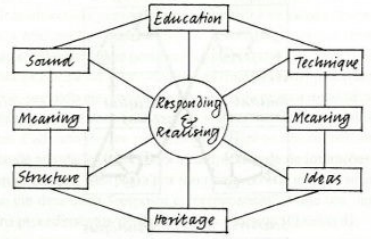 Education
Sound
Technique
Meaning
Responding
&
Realising
Meaning
Structure
Ideas
Heritage